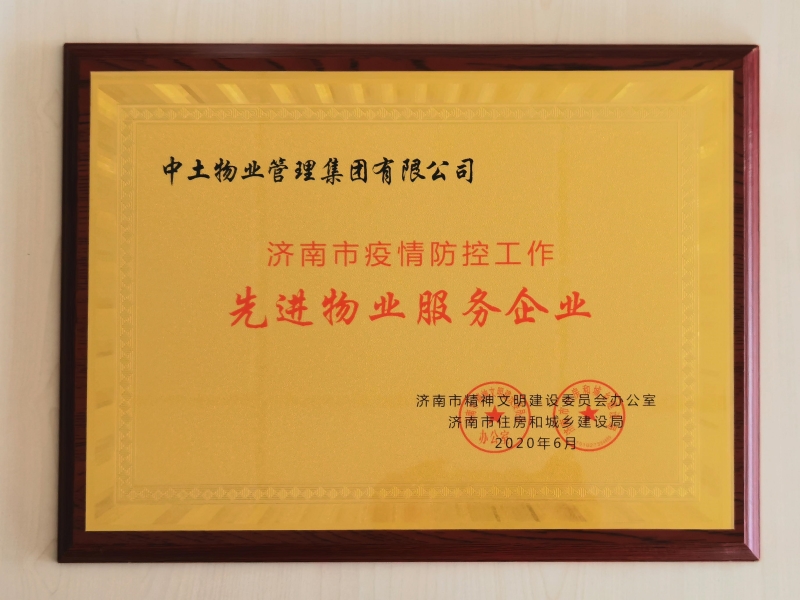 中土物业管理集团有限公司
济南市疫情防控工作
先进物业服务企业
济南市精神文明建设委员会办公室
济南市住房和城乡建设局
2020年6月
办公室